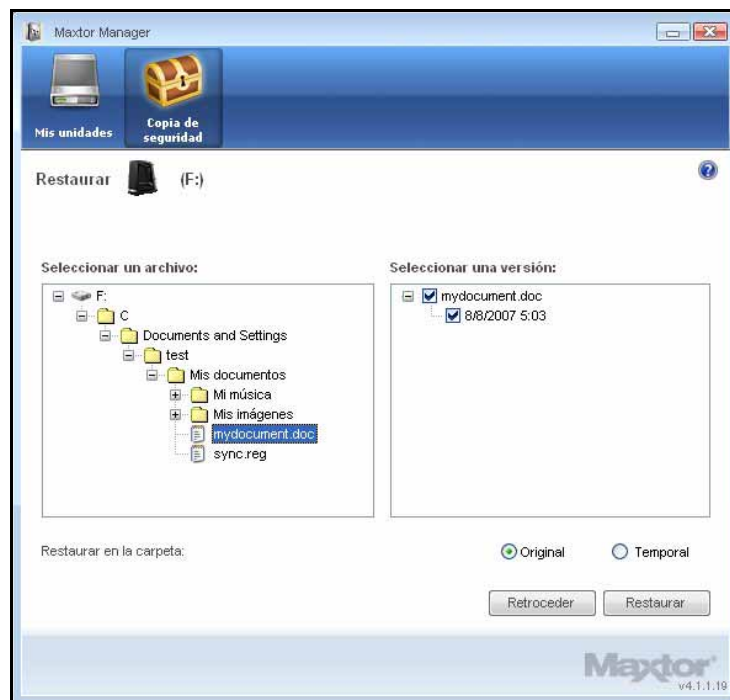 Maxtor Manager
Mis unidades
Copia de
seguridad
Restaurar (F:)
Seleccionar un archivo:
F:
C
Documents and Settings
test
Mis documentos
Mi música
Mis imágenes
mydocument.doc
sync.reg
Seleccionar una versión:
mydocument.doc
8/8/2007 5:03
Restaurar en la carpeta:
Original
Temporal
Retroceder
Restaurar
Maxtor
v4.1.1.19